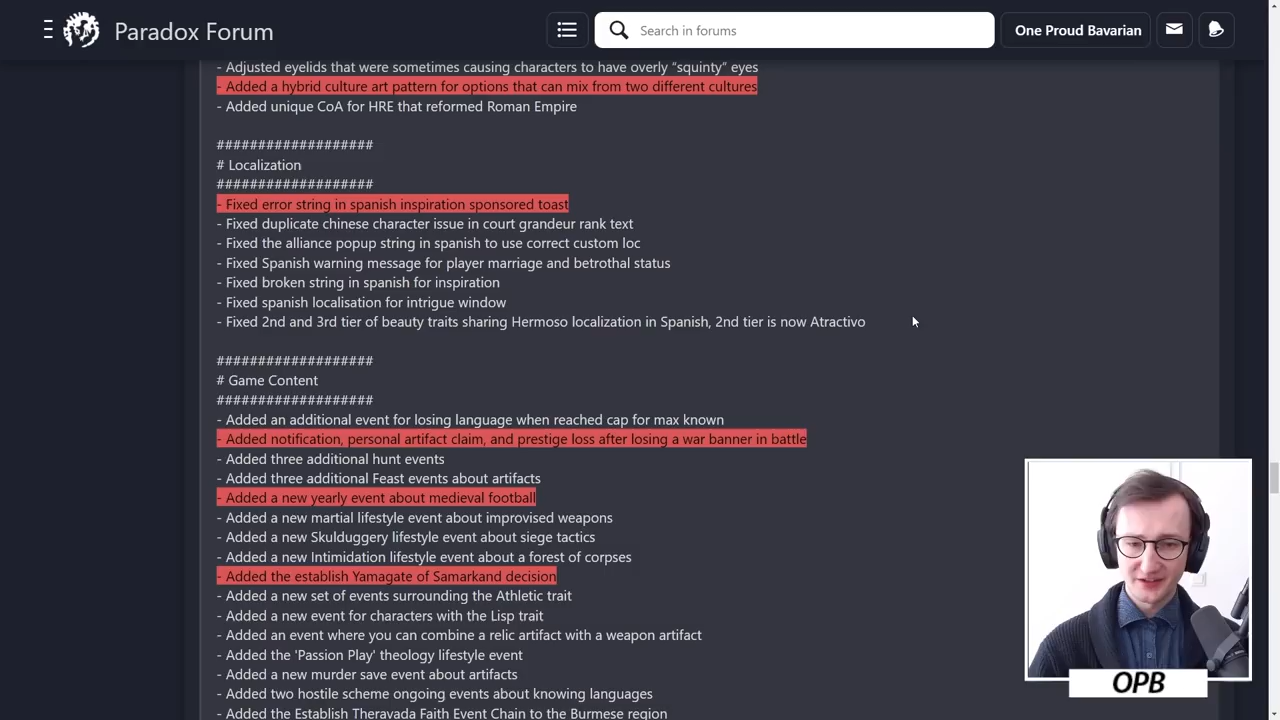 Paradox Forum
Search in forums
One Proud Bavarian
- Adjusted eyelids that were sometimes causing characters to have overly “squinty” eyes
- Added a hybrid culture art pattern for options that can mix from two different cultures
- Added unique CoA for HRE that reformed Roman Empire
###################
# Localization
###################
- Fixed error string in spanish inspiration sponsored toast
- Fixed duplicate chinese character issue in court grandeur rank text
- Fixed the alliance popup string in spanish to use correct custom loc
- Fixed Spanish warning message for player marriage and betrothal status
- Fixed broken string in spanish for inspiration
- Fixed spanish localisation for intrigue window
- Fixed 2nd and 3rd tier of beauty traits sharing Hermoso localization in Spanish, 2nd tier is now Atractivo
###################
# Game Content
###################
- Added an additional event for losing language when reached cap for max known
- Added notification, personal artifact claim, and prestige loss after losing a war banner in battle
- Added three additional hunt events
- Added three additional Feast events about artifacts
- Added a new yearly event about medieval football
- Added a new martial lifestyle event about improvised weapons
- Added a new Skulduggery lifestyle event about siege tactics
- Added a new Intimidation lifestyle event about a forest of corpses
- Added the establish Yamagate of Samarkand decision
- Added a new set of events surrounding the Athletic trait
- Added a new event for characters with the Lisp trait
- Added an event where you can combine a relic artifact with a weapon artifact
- Added the 'Passion Play' theology lifestyle event
- Added a new murder save event about artifacts
- Added two hostile scheme ongoing events about knowing languages
- Added the Establish Theravada Faith Event Chain to the Burmese region
OPB